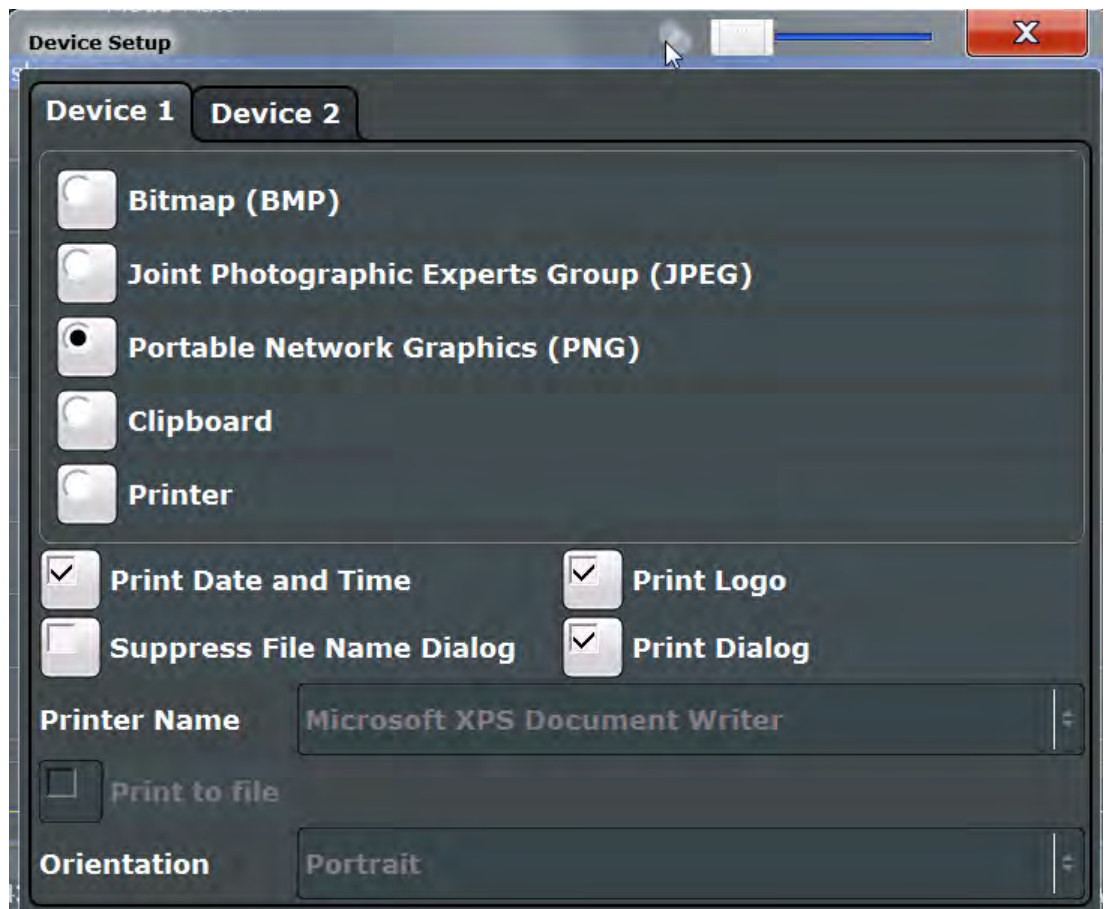 Device Setup
X
Device 1
Device 2
Bitmap (BMP)
Joint Photographic Experts Group (JPEG)
Portable Network Graphics (PNG)
Clipboard
Printer
Print Date and Time
Print Logo
Suppress File Name Dialog
Print Dialog
Printer Name
Microsoft XPS Document Writer
Print to file
Orientation
Portrait